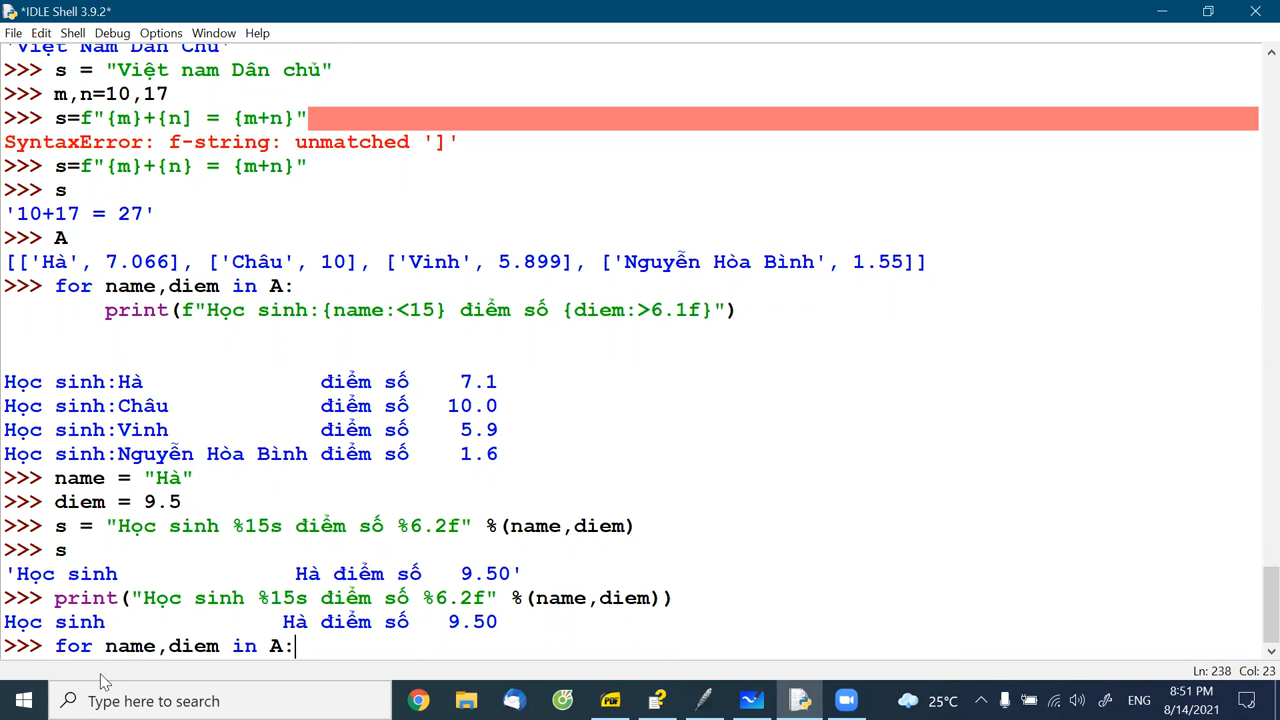 *IDLE Shell 3.9.2*
File Edit Shell Debug Options Window Help
'Việt Nam Dân Chủ'
>>> s = "Việt nam Dân chủ"
>>> m,n=10,17
>>> s=f"{m}+{n] = {m+n}"
SyntaxError: f-string: unmatched ']'
>>> s=f"{m}+{n} = {m+n}"
>>> s
'10+17 = 27'
>>> A
[['Hà', 7.066], ['Châu', 10], ['Vinh', 5.899], ['Nguyễn Hòa Bình', 1.55]]
>>> for name,diem in A:
print(f"Học sinh:{name:<15} điểm số {diem:>6.1f}")
Học sinh:Hà điểm số 7.1
Học sinh:Châu điểm số 10.0
Học sinh:Vinh điểm số 5.9
Học sinh:Nguyễn Hòa Bình điểm số 1.6
>>> name = "Hà"
>>> diem = 9.5
>>> s = "Học sinh %15s điểm số %6.2f" %(name,diem)
>>> s
'Học sinh Hà điểm số 9.50'
>>> print("Học sinh %15s điểm số %6.2f" %(name,diem))
Học sinh Hà điểm số 9.50
>>> for name,diem in A:
Ln: 238 Col: 23
Type here to search
PDF
25°C
ENG
8:51 PM
8/14/2021